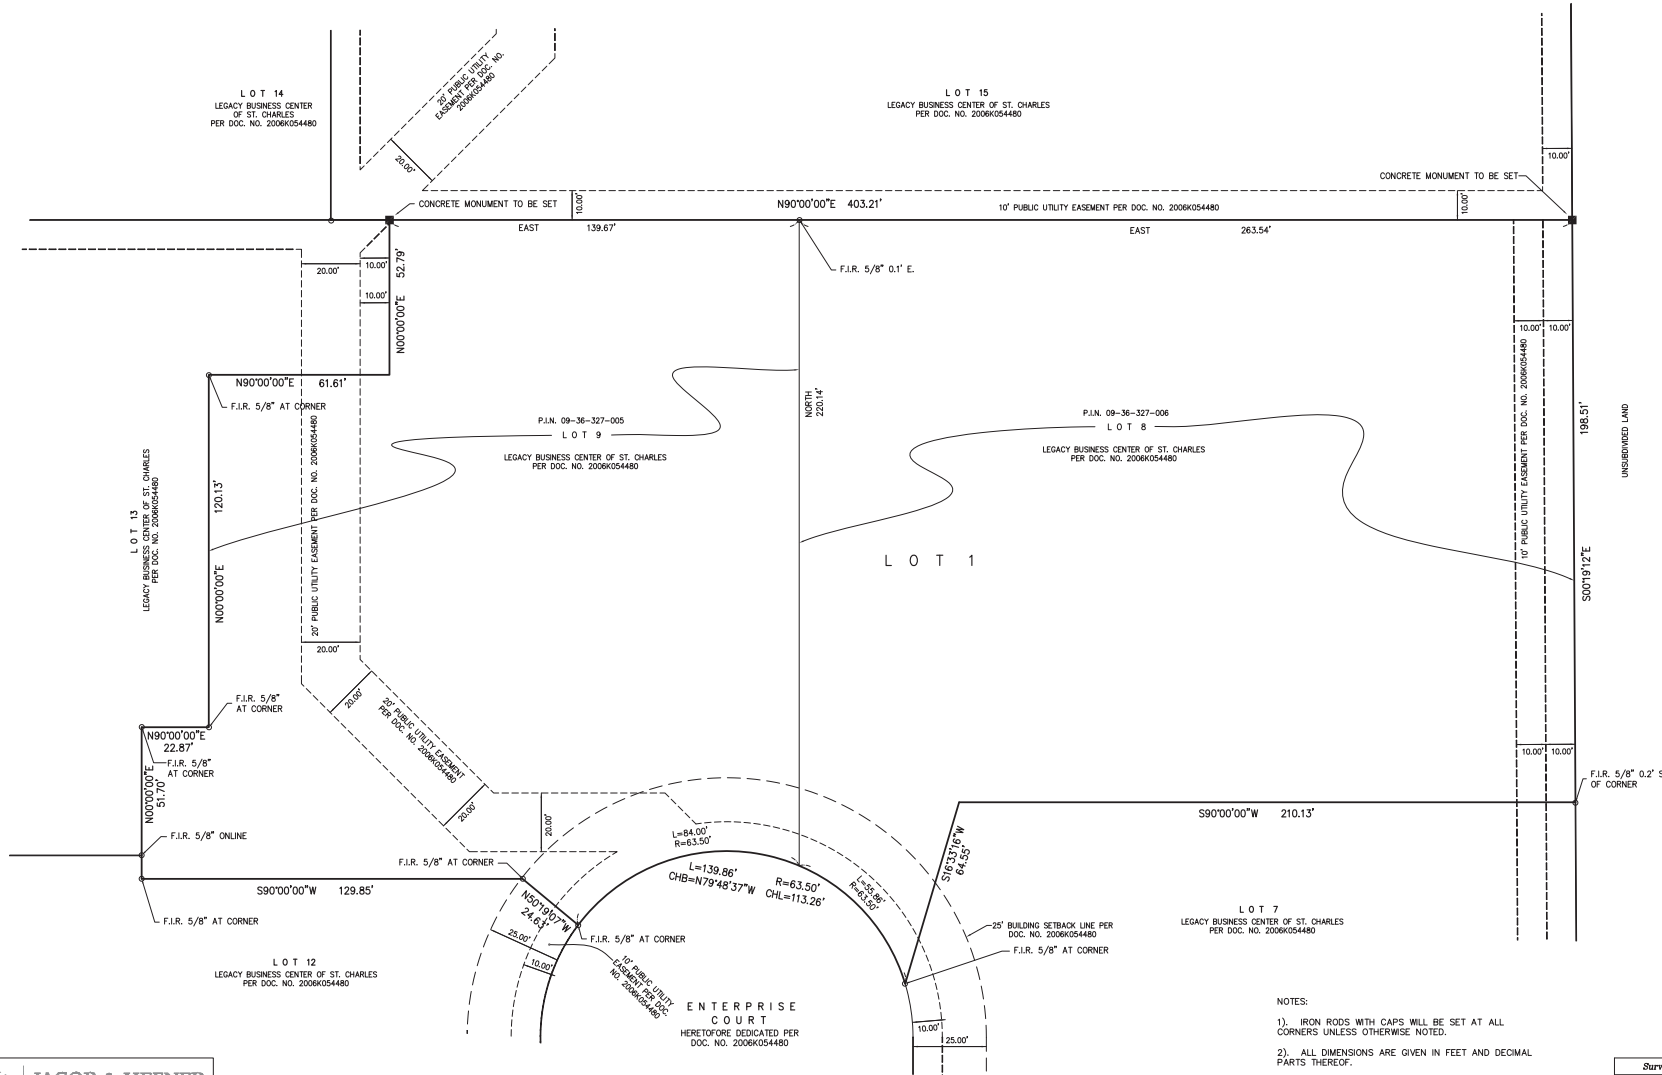 L O T 14
LEGACY BUSINESS CENTER
OF ST. CHARLES
PER DOC. NO. 2006K054480
20' PUBLIC UTILITY
EASEMENT PER DOC. NO.
2006K054480
20.00'
L O T 15
LEGACY BUSINESS CENTER OF ST. CHARLES
PER DOC. NO. 2006K054480
10.00'
CONCRETE MONUMENT TO BE SET
CONCRETE MONUMENT TO BE SET
10.00'
N90°00'00"E 403.21'
10' PUBLIC UTILITY EASEMENT PER DOC. NO. 2006K054480
10.00'
EAST 139.67'
EAST 263.54'
20.00'
10.00'
10.00'
N00°00'00"E 52.79'
F.I.R. 5/8" 0.1' E.
10.00'
10.00'
N90°00'00"E 61.61'
F.I.R. 5/8" AT CORNER
NORTH
220.14'
P.I.N. 09-36-327-005
L O T 9
LEGACY BUSINESS CENTER OF ST. CHARLES
PER DOC. NO. 2006K054480
P.I.N. 09-36-327-006
L O T 8
LEGACY BUSINESS CENTER OF ST. CHARLES
PER DOC. NO. 2006K054480
10' PUBLIC UTILITY EASEMENT PER DOC. NO. 2006K054480
198.51'
S00°19'12"E
UNSUBDIVIDED LAND
L O T 13
LEGACY BUSINESS CENTER OF ST. CHARLES
PER DOC. NO. 2006K054480
120.13'
N00°00'00"E
20' PUBLIC UTILITY EASEMENT PER DOC. NO. 2006K054480
L O T 1
20.00'
20.00'
20' PUBLIC UTILITY EASEMENT
PER DOC. NO. 2006K054480
20.00'
20.00'
F.I.R. 5/8"
AT CORNER
N90°00'00"E
22.87'
F.I.R. 5/8"
AT CORNER
N00°00'00"E
51.70'
F.I.R. 5/8" ONLINE
10.00'
10.00'
F.I.R. 5/8" 0.2' S
OF CORNER
S90°00'00"W 210.13'
S16°33'16"W
64.55'
L=84.00'
R=63.50'
L=139.86' R=63.50'
CHB=N79°48'37"W CHL=113.26'
L=55.86'
R=63.50'
F.I.R. 5/8" AT CORNER
S90°00'00"W 129.85'
F.I.R. 5/8" AT CORNER
N50°19'07"W
24.63'
25.00'
10.00'
F.I.R. 5/8" AT CORNER
10' PUBLIC UTILITY
EASEMENT PER DOC.
NO. 2006K054480
25' BUILDING SETBACK LINE PER
DOC. NO. 2006K054480
F.I.R. 5/8" AT CORNER
L O T 7
LEGACY BUSINESS CENTER OF ST. CHARLES
PER DOC. NO. 2006K054480
L O T 12
LEGACY BUSINESS CENTER OF ST. CHARLES
PER DOC. NO. 2006K054480
E N T E R P R I S E
C O U R T
HERETOFORE DEDICATED PER
DOC. NO. 2006K054480
10.00'
25.00'
NOTES:
1). IRON RODS WITH CAPS WILL BE SET AT ALL
CORNERS UNLESS OTHERWISE NOTED.
2). ALL DIMENSIONS ARE GIVEN IN FEET AND DECIMAL
PARTS THEREOF.
JACOB & HEFNER
Surv